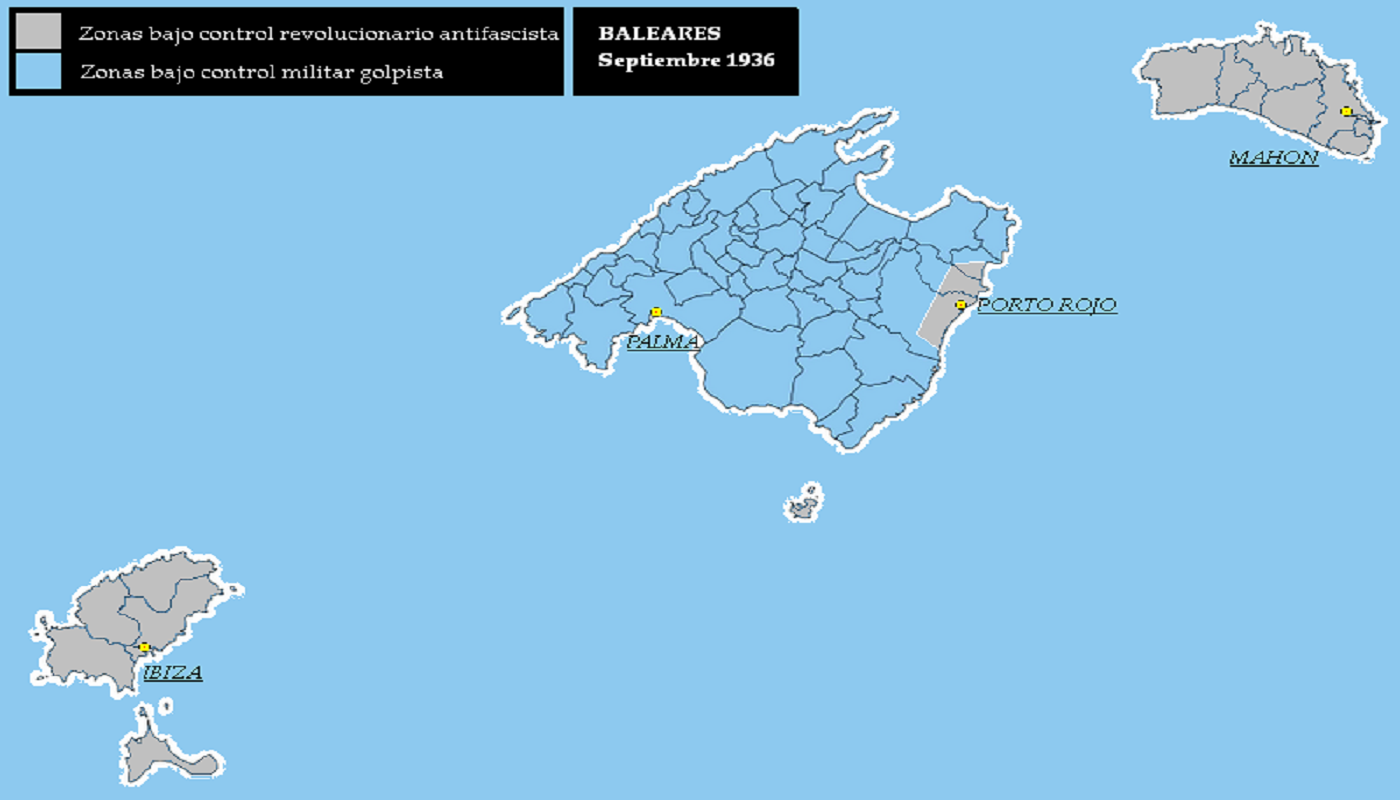 Zonas bajo control revolucionario antifascista
Zonas bajo control militar golpista
BALEARES
Septiembre 1936
MAHON
PORTO ROJO
PALMA
IBIZA